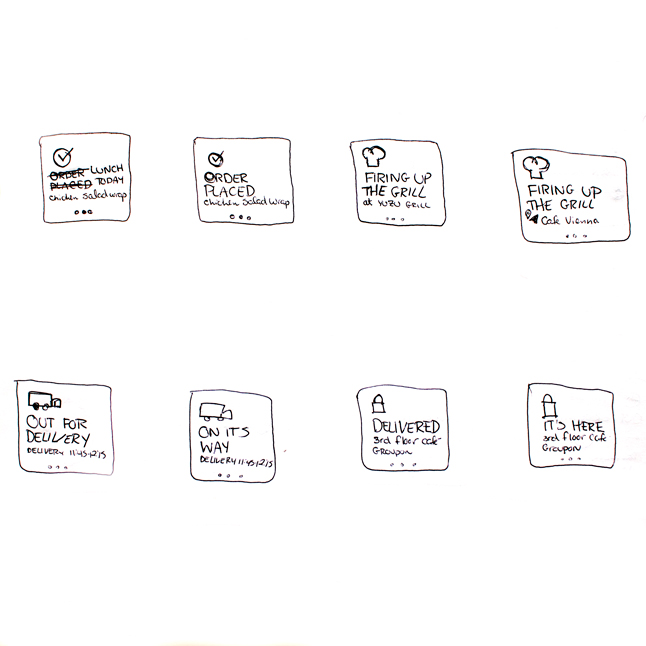 ORDER LUNCH
PLACED TODAY
chicken salad wrap
ORDER
PLACED
chicken salad wrap
FIRING UP
THE GRILL
at YUZU GRILL
FIRING UP
THE GRILL
Cafe Vienna
OUT FOR
DELIVERY
DELIVERY 11:45-12:15
ON ITS
WAY
DELIVERY 11:45-12:15
DELIVERED
3rd floor café
Groupon
IT'S HERE
3rd floor Cafe
Groupon